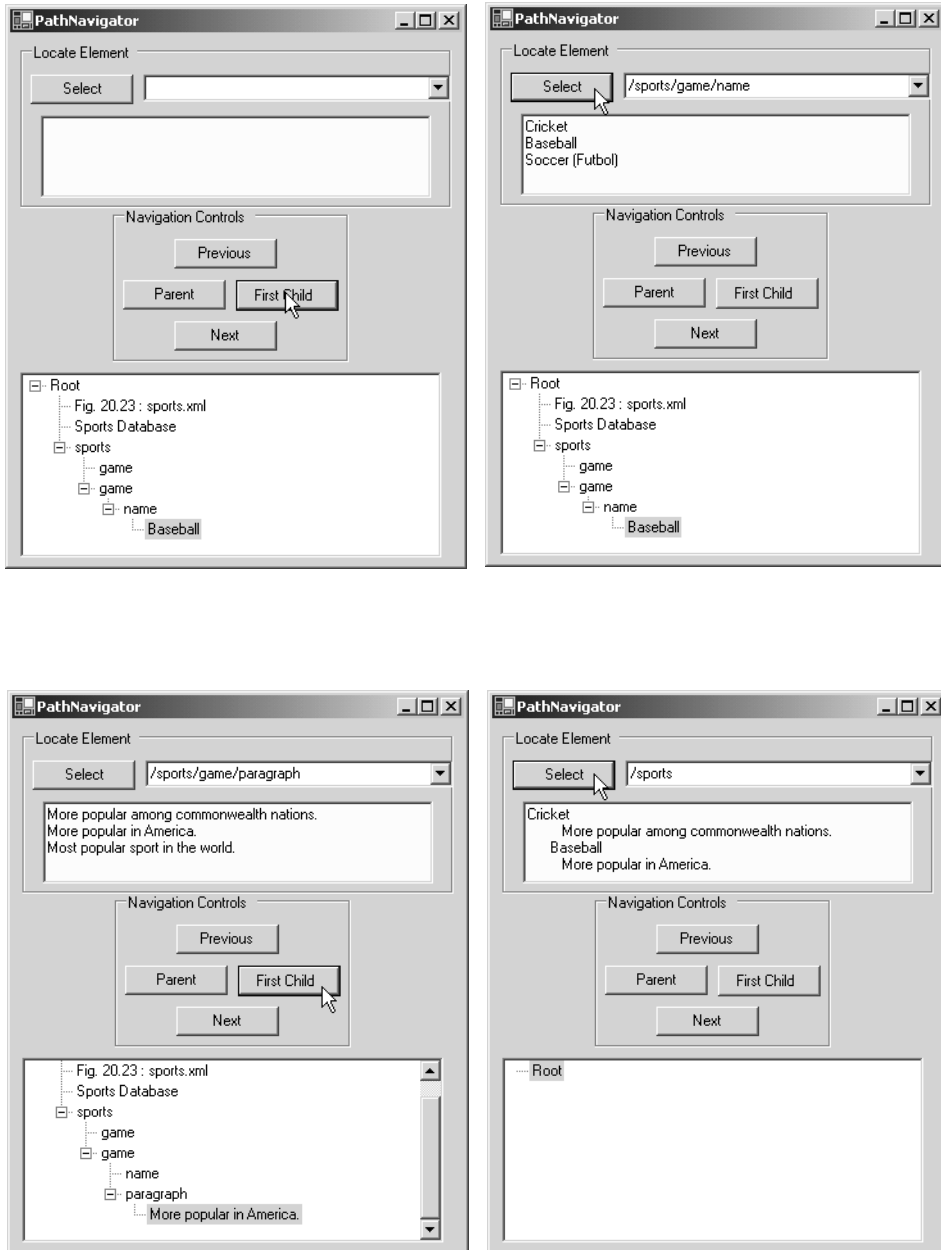 PathNavigator
Locate Element
Select
Navigation Controls
Previous
Parent First Child
Next
Root
Fig. 20.23 : sports.xml
Sports Database
sports
game
game
name
Baseball
PathNavigator
Locate Element
Select /sports/game/name
Cricket
Baseball
Soccer (Futbol)
Navigation Controls
Previous
Parent First Child
Next
Root
Fig. 20.23 : sports.xml
Sports Database
sports
game
game
name
Baseball
PathNavigator
Locate Element
Select /sports/game/paragraph
More popular among commonwealth nations.
More popular in America.
Most popular sport in the world.
Navigation Controls
Previous
Parent First Child
Next
Fig. 20.23 : sports.xml
Sports Database
sports
game
game
name
paragraph
More popular in America.
PathNavigator
Locate Element
Select /sports
Cricket
More popular among commonwealth nations.
Baseball
More popular in America.
Navigation Controls
Previous
Parent First Child
Next
Root